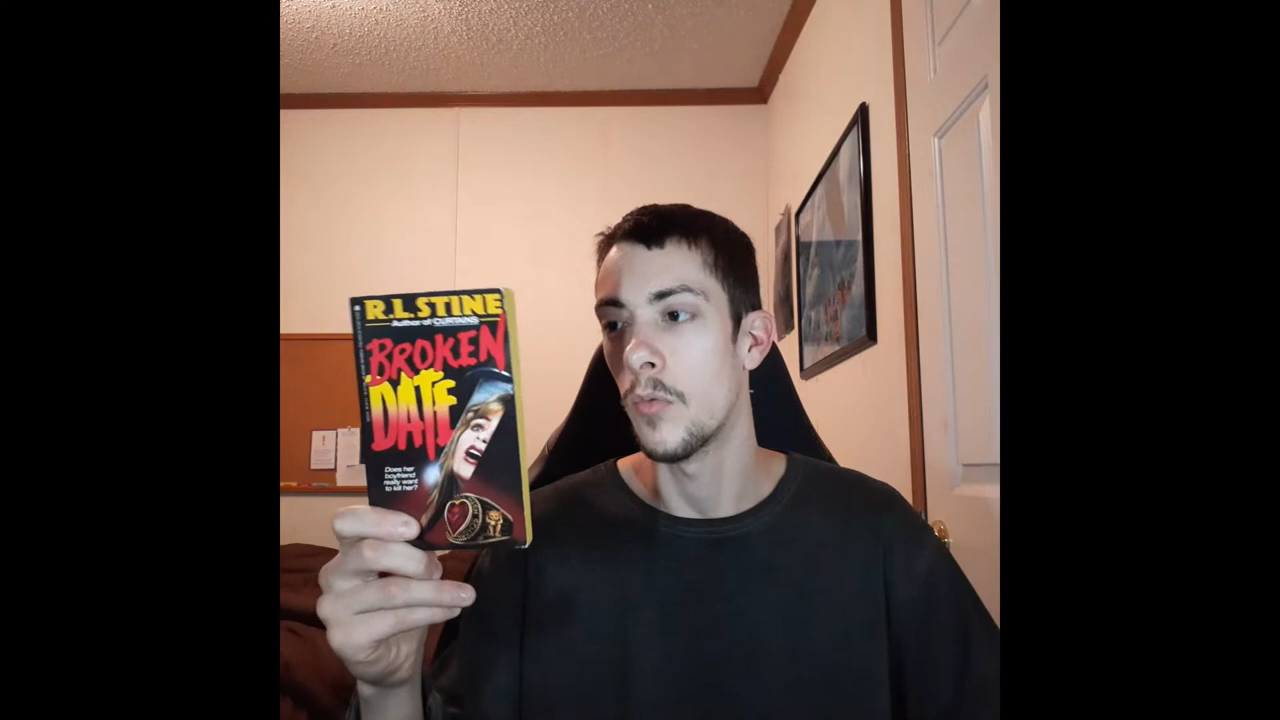 R.L. STINE
Author of CURTAINS
BROKEN
DATE
Does her
boyfriend
really want
to kill her?